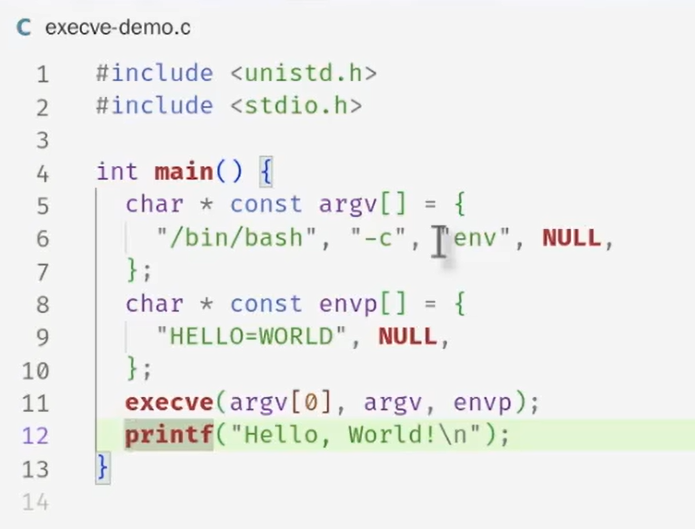 C execve-demo.c
1 #include <unistd.h>
2 #include <stdio.h>
3
4 int main() {
5 char * const argv[] = {
6 "/bin/bash", "-c", "env", NULL,
7 };
8 char * const envp[] = {
9 "HELLO=WORLD", NULL,
10 };
11 execve(argv[0], argv, envp);
12 printf("Hello, World!\n");
13 }
14